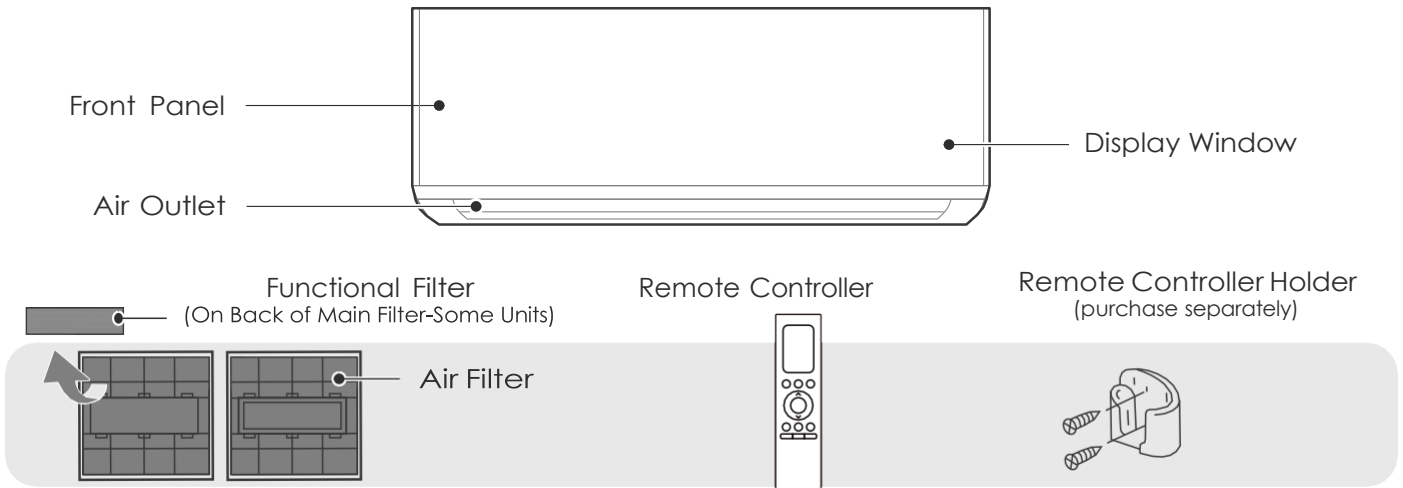 Front Panel
Display Window
Air Outlet
Functional Filter
(On Back of Main Filter-Some Units)
Remote Controller
Remote Controller Holder
(purchase separately)
Air Filter